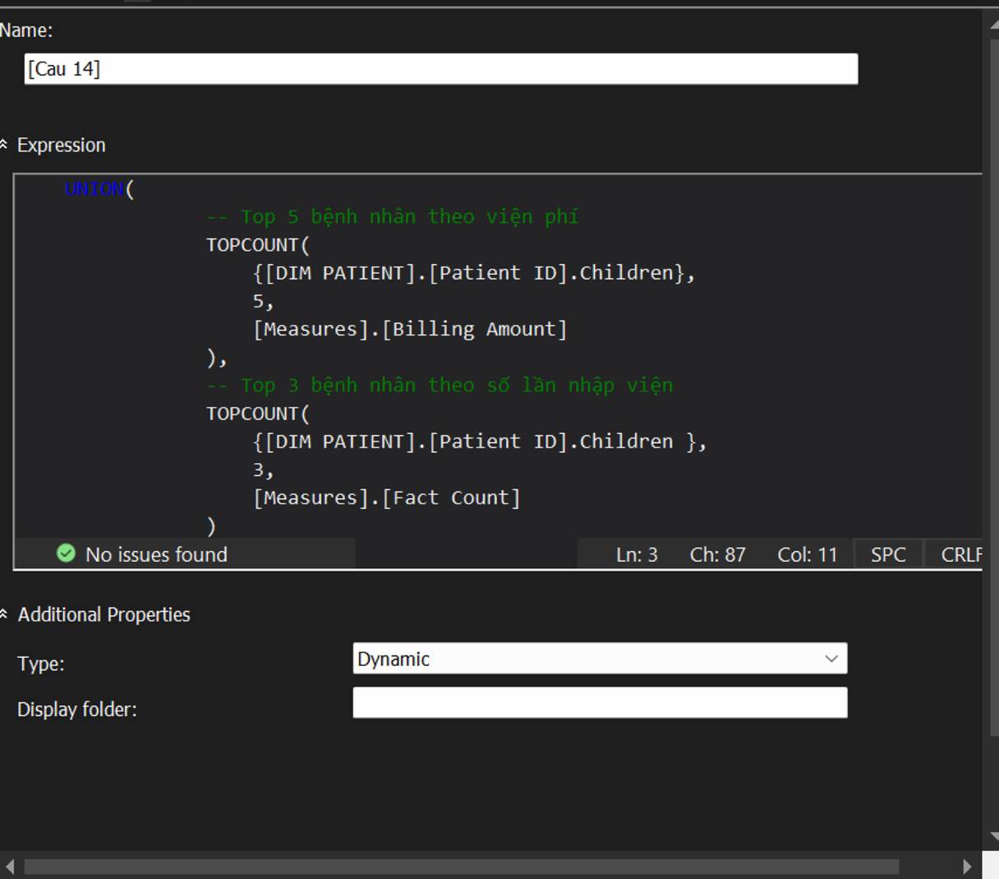 Name:
[Cau 14]
Expression
UNION(
-- Top 5 bệnh nhân theo viện phí
TOPCOUNT(
{[DIM PATIENT].[Patient ID].Children},
5,
[Measures].[Billing Amount]
),
-- Top 3 bệnh nhân theo số lần nhập viện
TOPCOUNT(
{[DIM PATIENT].[Patient ID].Children },
3,
[Measures].[Fact Count]
)
No issues found Ln: 3 Ch: 87 Col: 11 SPC CRLF
Additional Properties
Type: Dynamic
Display folder: